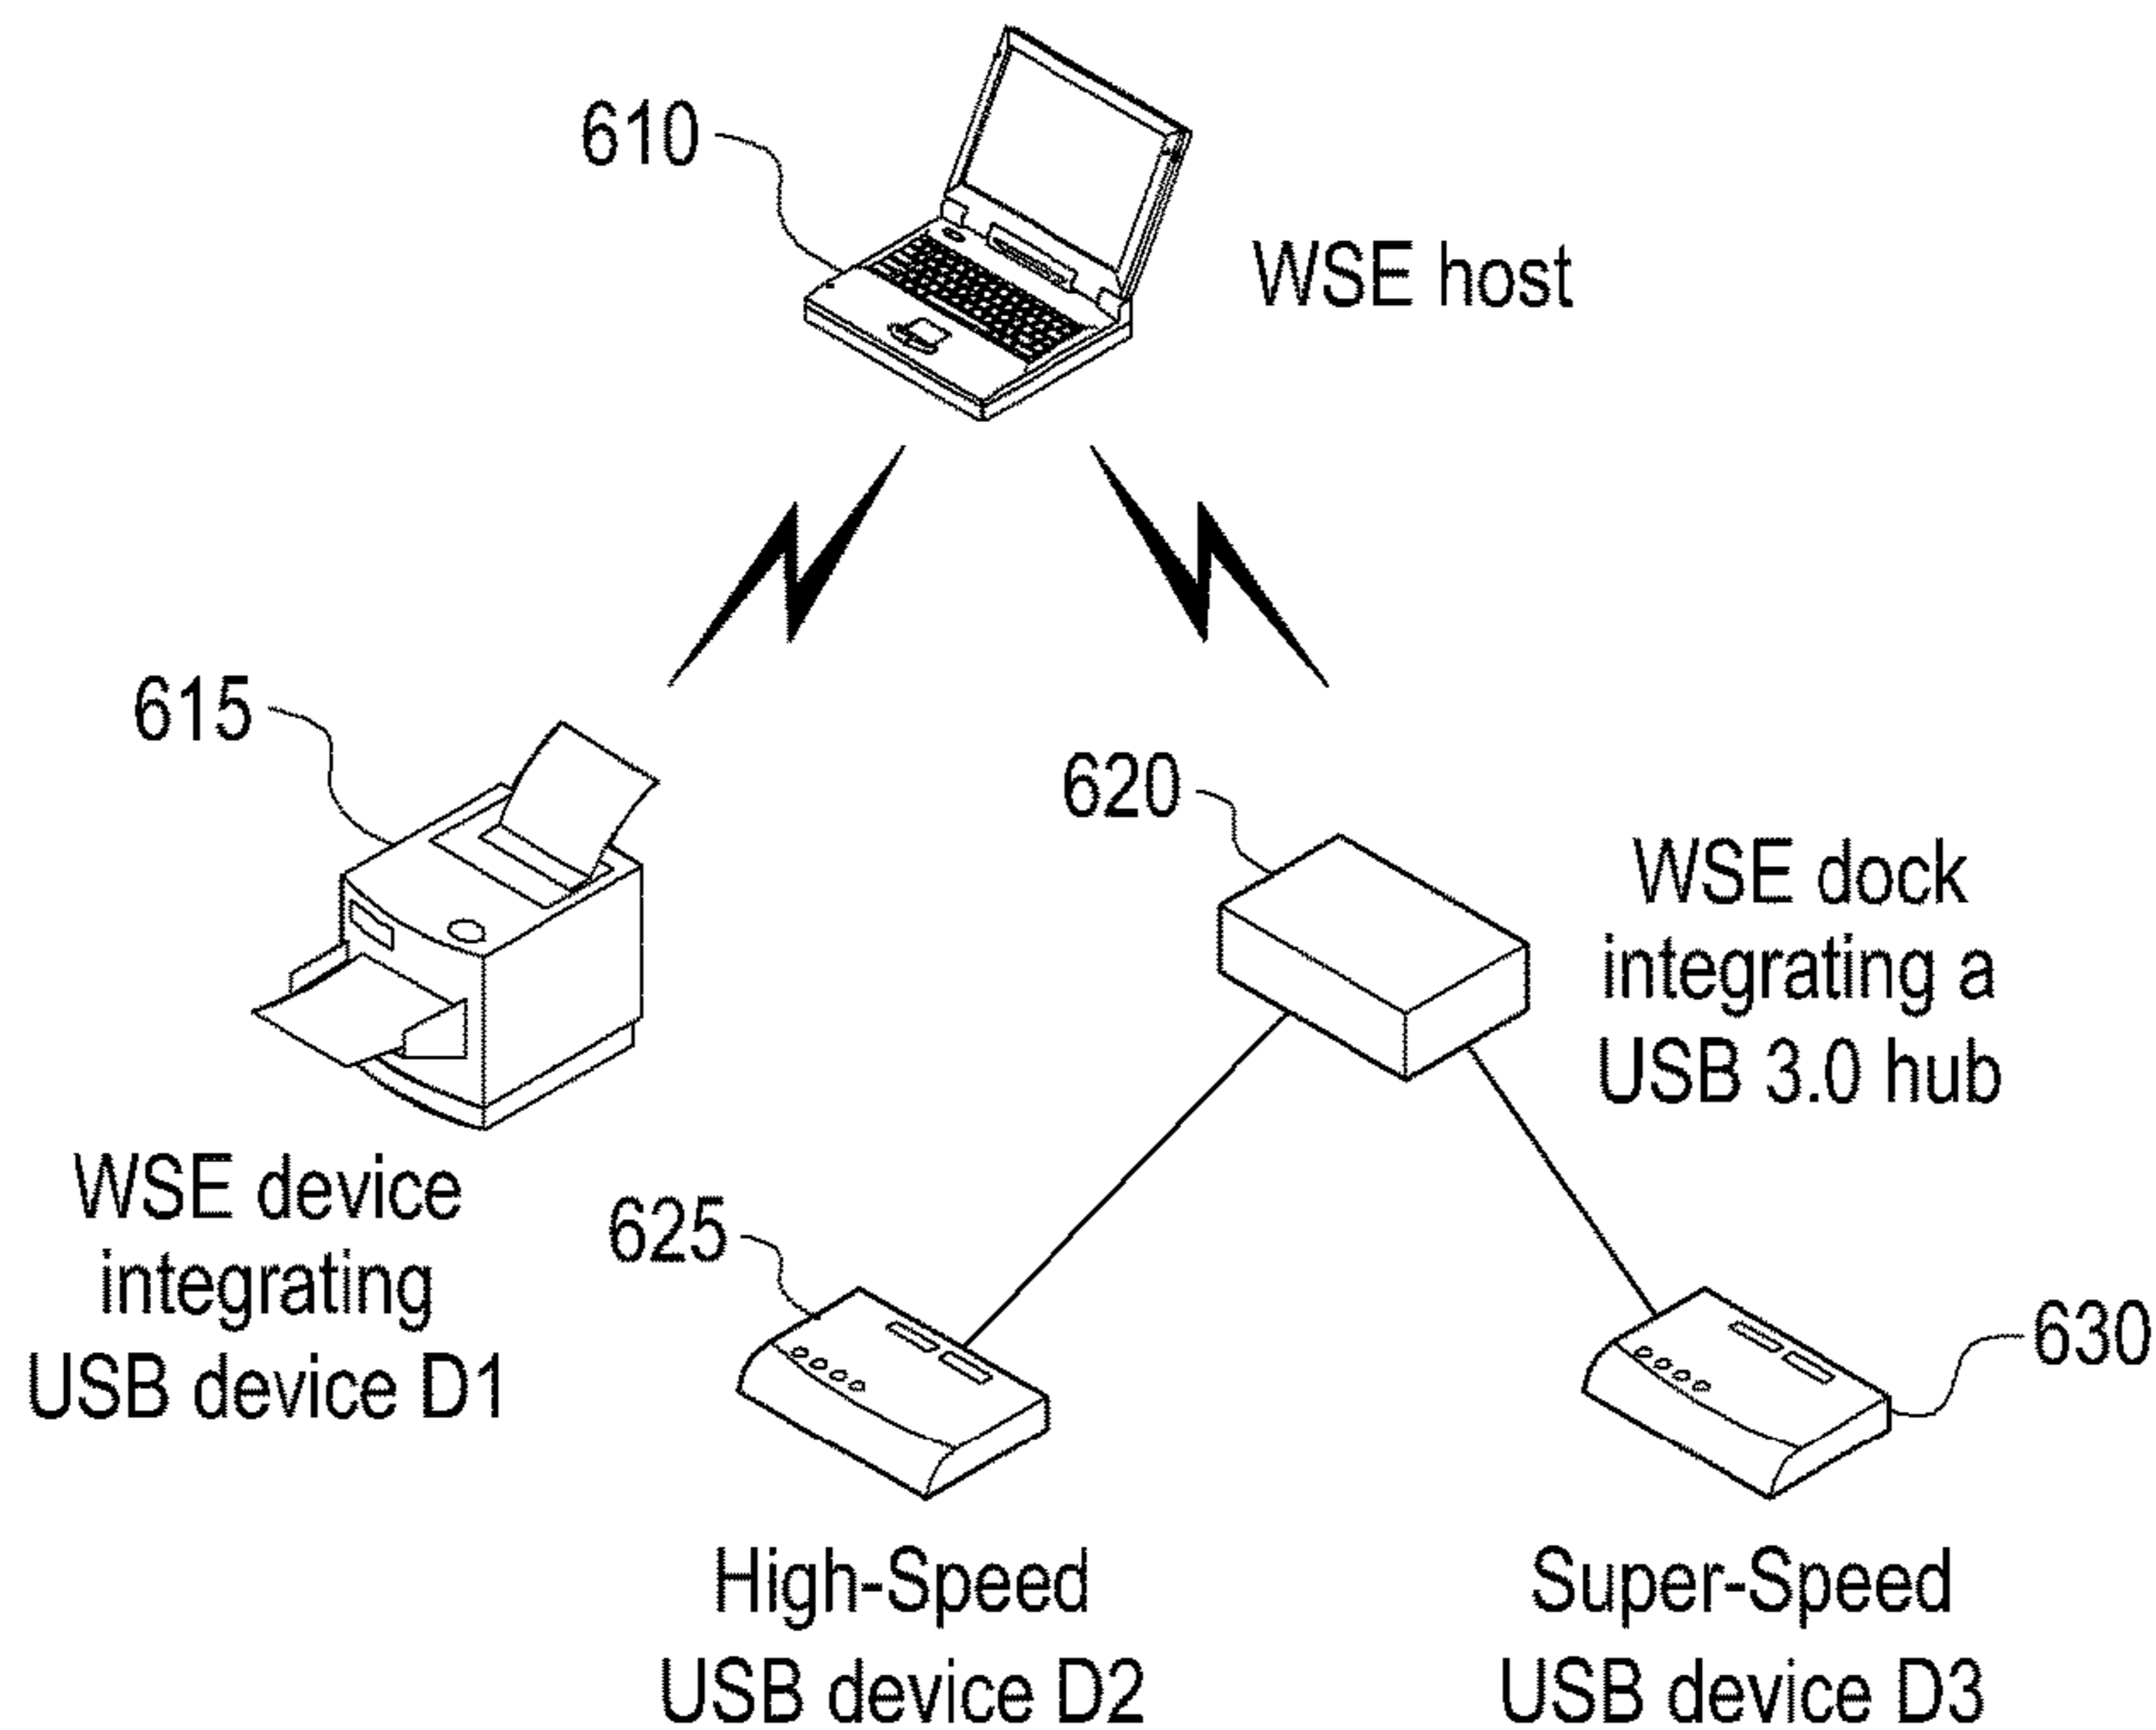 610
WSE host
615
620
WSE dock
integrating a
USB 3.0 hub
WSE device
integrating
USB device D1
625
630
High-Speed
USB device D2
Super-Speed
USB device D3